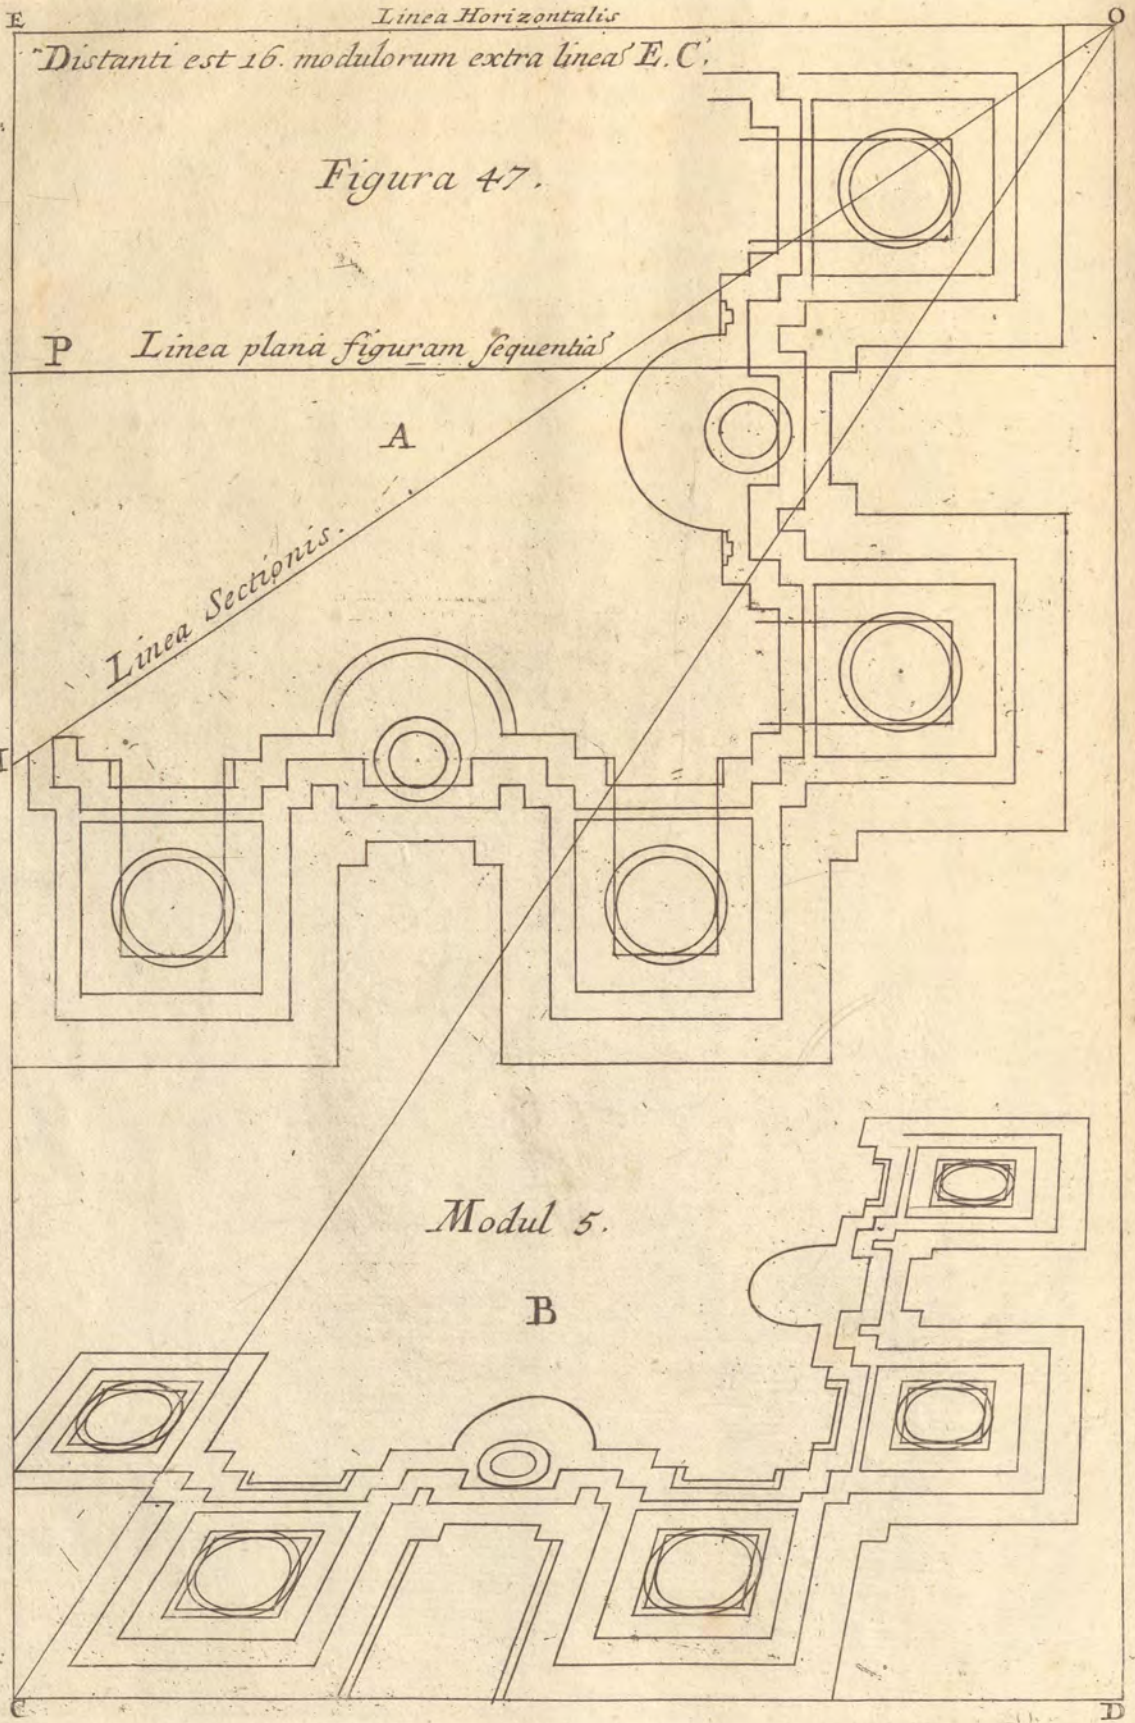 E Linea Horizontalis O
Distanti est 16. modulorum extra lineas E. C.
Figura 47.
P Linea plana figuram sequentias
A
Linea Sectionis.
I
Modul 5.
B
C D